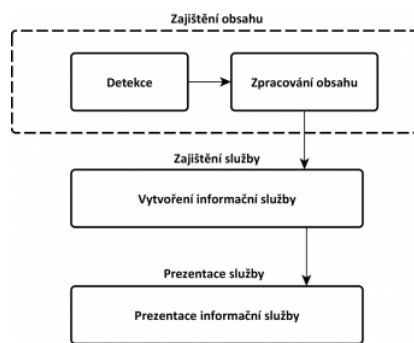 Zajištění obsahu
Detekce
Zpracování obsahu
Zajištění služby
Vytvoření informační služby
Prezentace služby
Prezentace informační služby